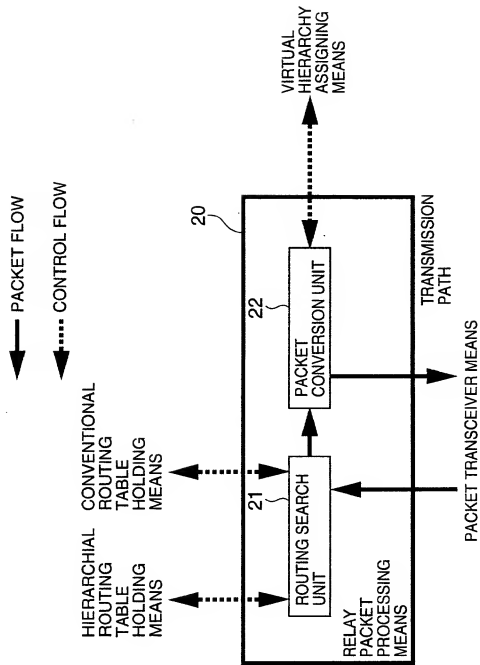 PACKET FLOW
CONTROL FLOW
HIERARCHIAL
ROUTING
TABLE
HOLDING
MEANS
CONVENTIONAL
ROUTING
TABLE
HOLDING
MEANS
VIRTUAL
HIERARCHY
ASSIGNING
MEANS
20
21
ROUTING SEARCH
UNIT
22
PACKET
CONVERSION UNIT
RELAY
PACKET
PROCESSING
MEANS
TRANSMISSION
PATH
PACKET TRANSCEIVER MEANS